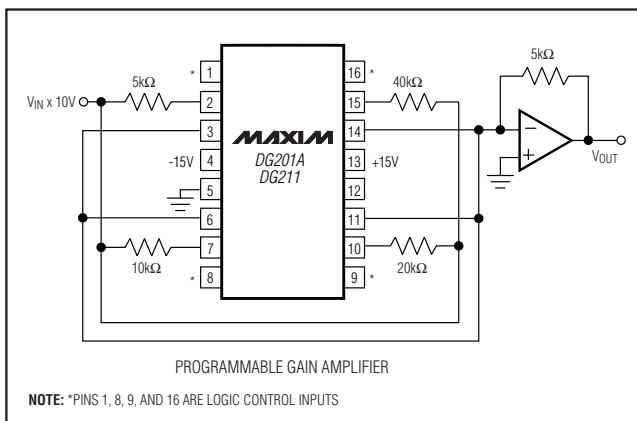 5kΩ
* 1
16 *
5kΩ
40kΩ
VIN x 10V
2
15
3
14
MAXIM
-15V
4
DG201A
DG211
13
+15V
5
12
6
11
7
10
10kΩ
20kΩ
* 8
9 *
−
+
VOUT
PROGRAMMABLE GAIN AMPLIFIER
NOTE: *PINS 1, 8, 9, AND 16 ARE LOGIC CONTROL INPUTS